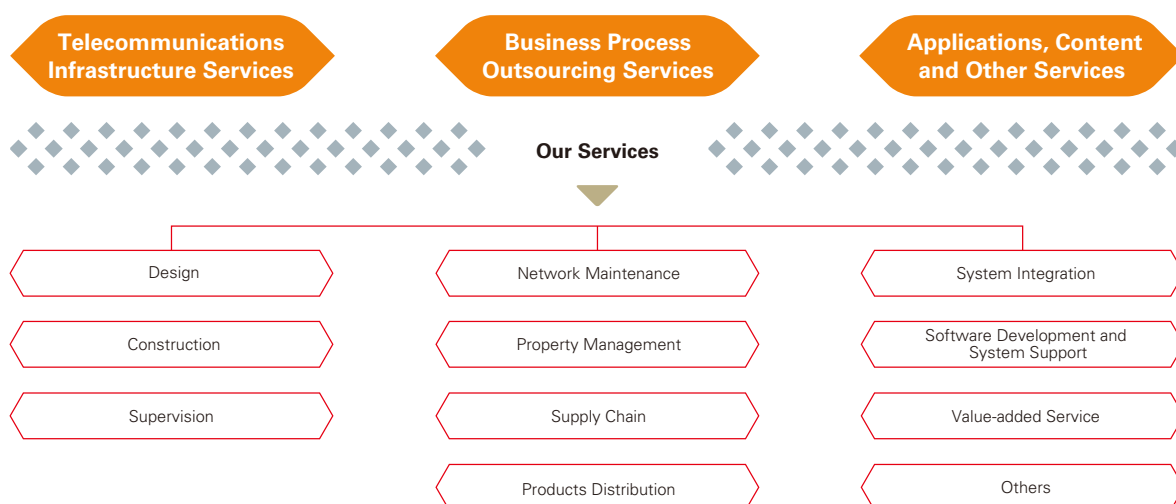 Telecommunications
Infrastructure Services
Business Process
Outsourcing Services
Applications, Content
and Other Services
Our Services
Design
Network Maintenance
System Integration
Construction
Property Management
Software Development and
System Support
Supervision
Supply Chain
Value-added Service
Products Distribution
Others